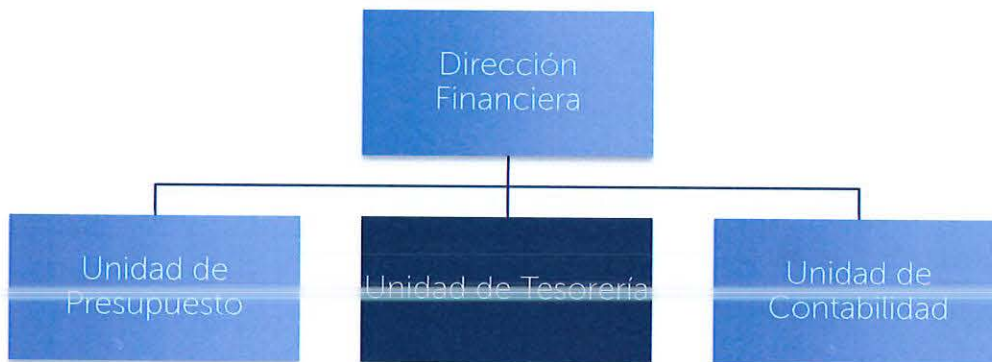 Dirección
Financiera
Unidad de
Presupuesto
Unidad de Tesorería
Unidad de
Contabilidad